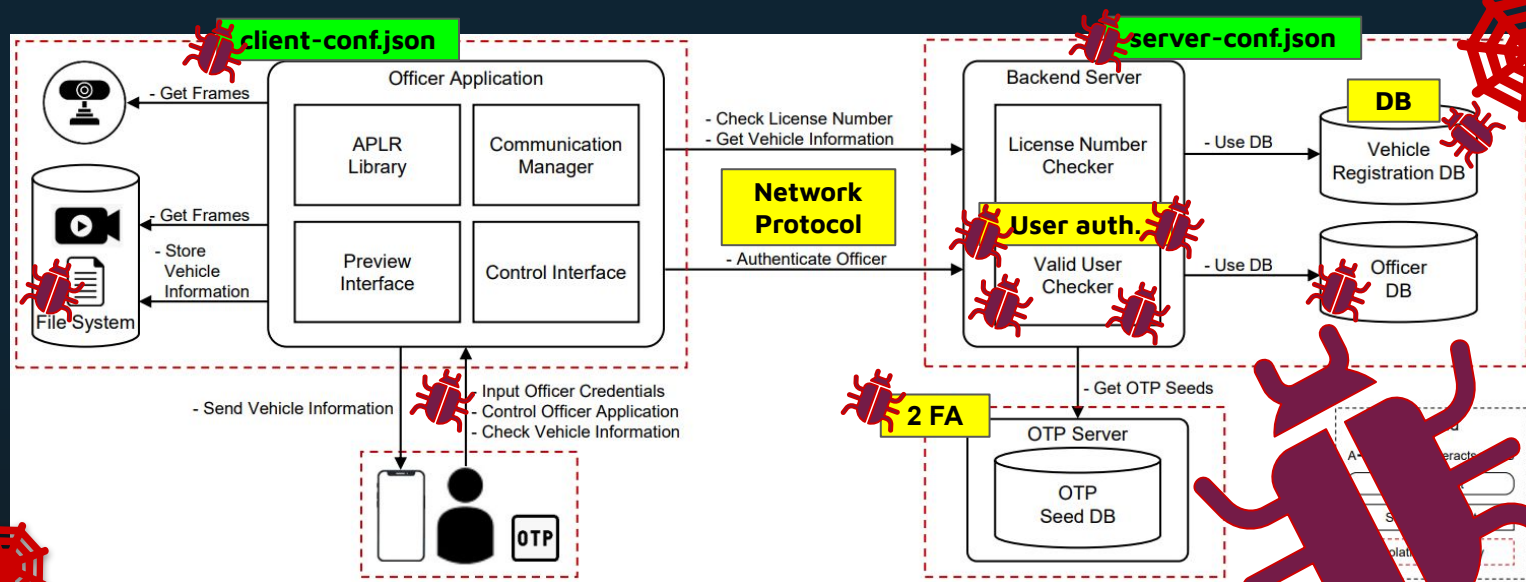 client-conf.json
server-conf.json
Officer Application
Backend Server
DB
- Get Frames
APLR
Library
Communication
Manager
- Check License Number
- Get Vehicle Information
License Number
Checker
- Use DB
Vehicle
Registration DB
Network
Protocol
User auth.
- Get Frames
- Store
Vehicle
Information
File System
Preview
Interface
Control Interface
- Authenticate Officer
Valid User
Checker
- Use DB
Officer
DB
- Send Vehicle Information
- Input Officer Credentials
- Control Officer Application
- Check Vehicle Information
- Get OTP Seeds
2 FA
OTP Server
OTP
Seed DB
OTP